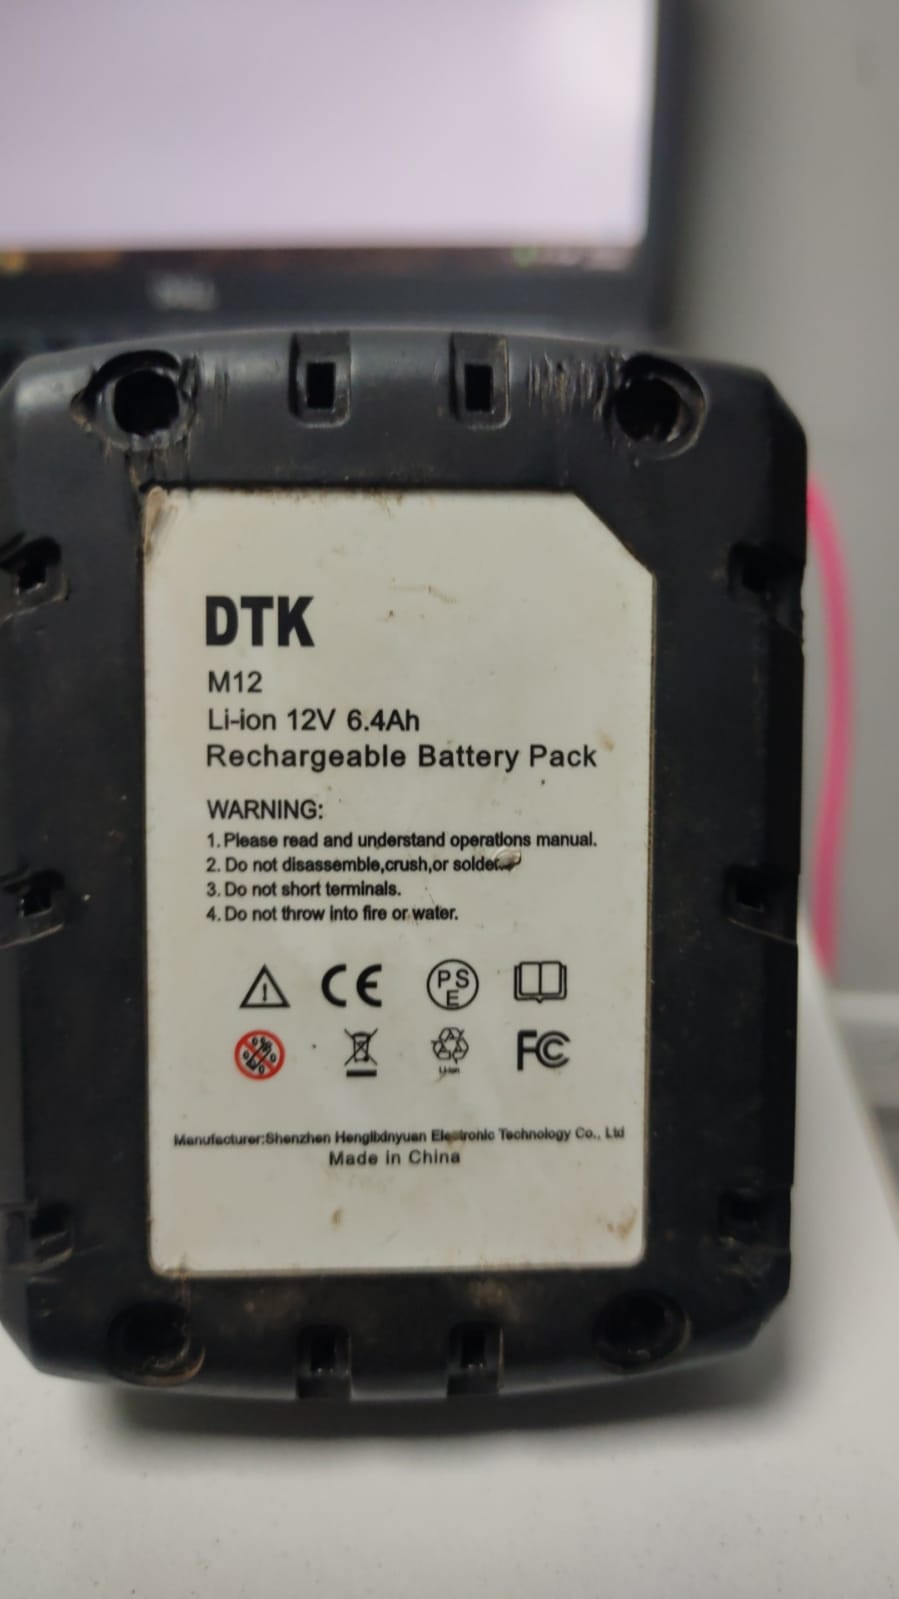 DTK
M12
Li-ion 12V 6.4Ah
Rechargeable Battery Pack
WARNING:
1. Please read and understand operations manual.
2. Do not disassemble,crush,or solder.
3. Do not short terminals.
4. Do not throw into fire or water.
CE PSE
Li-ion FC
Manufacturer:Shenzhen Henglixinyuan Electronic Technology Co., Ltd
Made in China